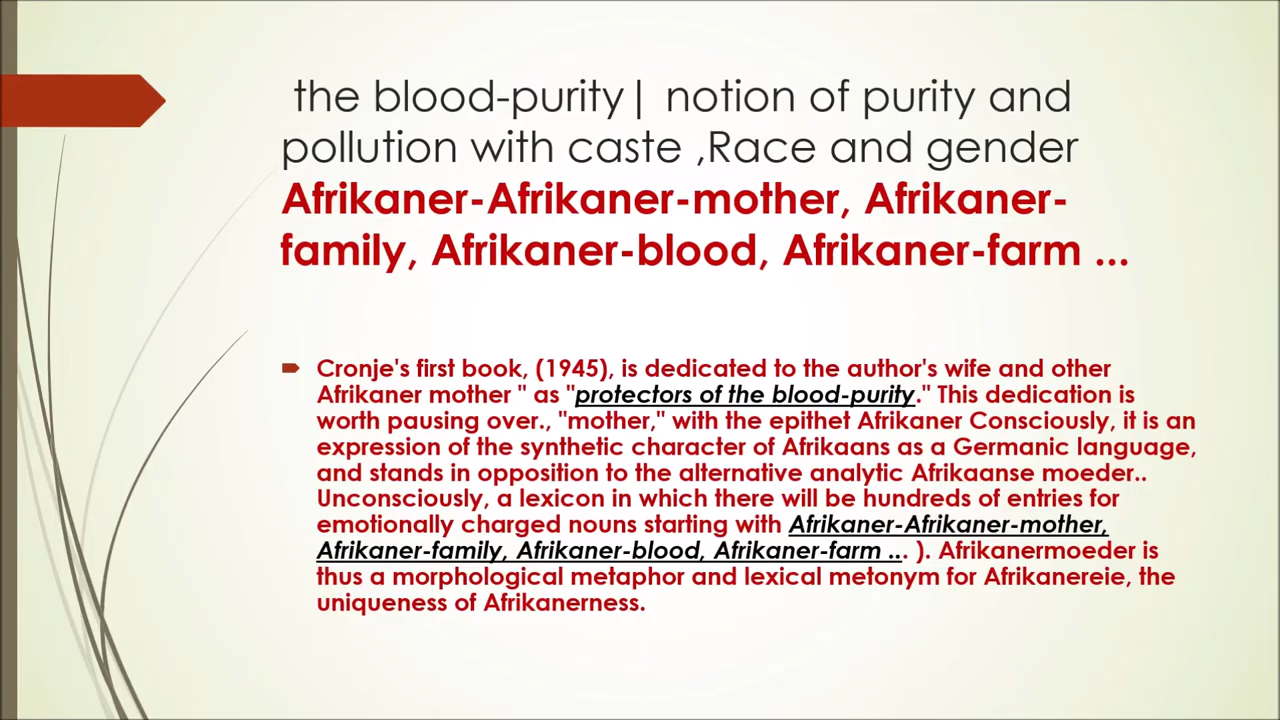 the blood-purity| notion of purity and
pollution with caste ,Race and gender
Afrikaner-Afrikaner-mother, Afrikaner-
family, Afrikaner-blood, Afrikaner-farm ...
Cronje's first book, (1945), is dedicated to the author's wife and other
Afrikaner mother " as "protectors of the blood-purity." This dedication is
worth pausing over., "mother," with the epithet Afrikaner Consciously, it is an
expression of the synthetic character of Afrikaans as a Germanic language,
and stands in opposition to the alternative analytic Afrikaanse moeder..
Unconsciously, a lexicon in which there will be hundreds of entries for
emotionally charged nouns starting with Afrikaner-Afrikaner-mother,
Afrikaner-family, Afrikaner-blood, Afrikaner-farm ... ). Afrikanermoeder is
thus a morphological metaphor and lexical metonym for Afrikanereie, the
uniqueness of Afrikanerness.